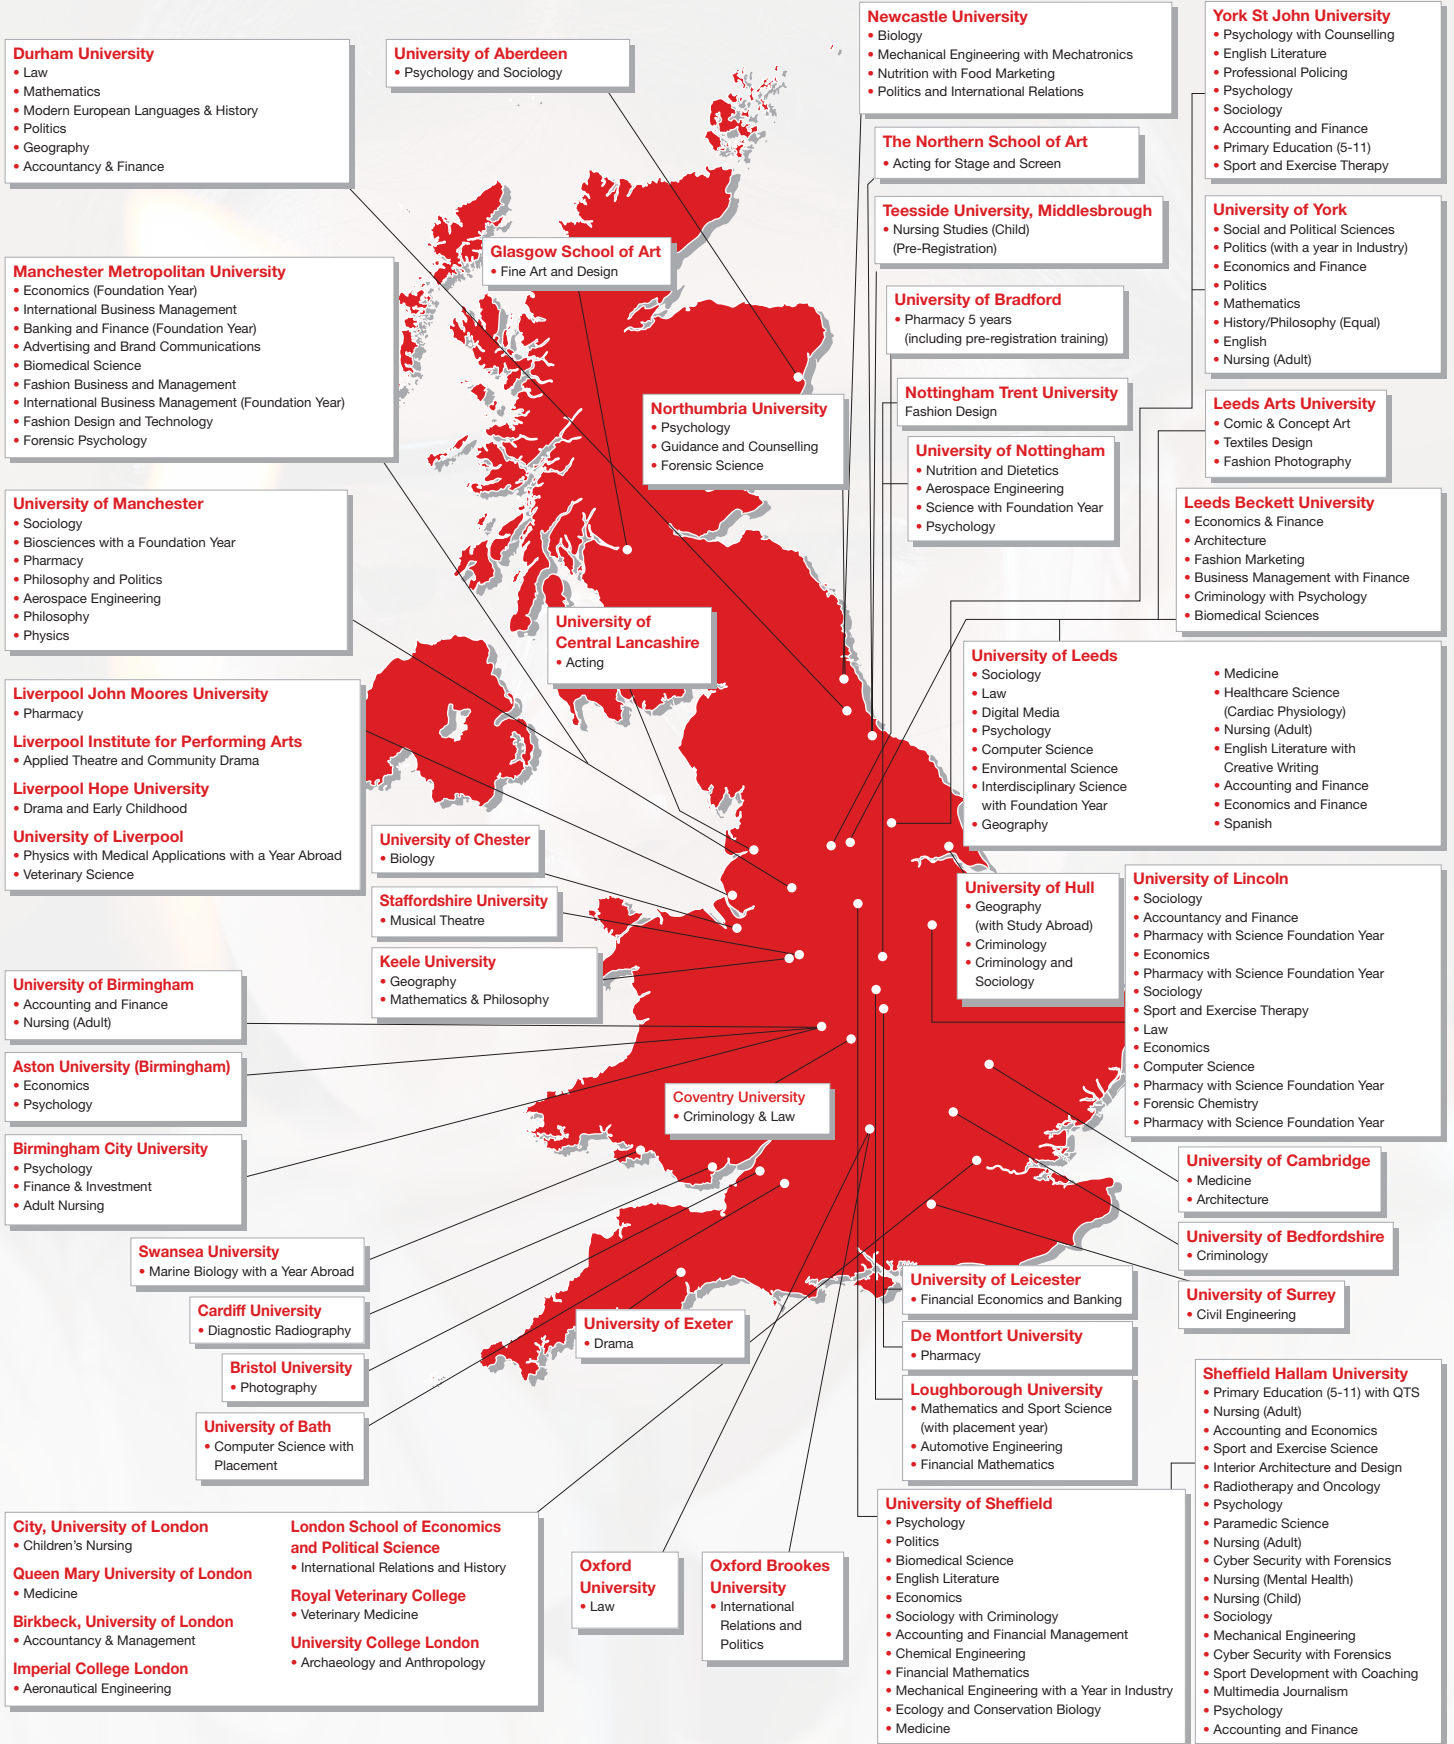 Durham University
• Law
• Mathematics
• Modern European Languages & History
• Politics
• Geography
• Accountancy & Finance
University of Aberdeen
• Psychology and Sociology
Newcastle University
• Biology
• Mechanical Engineering with Mechatronics
• Nutrition with Food Marketing
• Politics and International Relations
York St John University
• Psychology with Counselling
• English Literature
• Professional Policing
• Psychology
• Sociology
• Accounting and Finance
• Primary Education (5-11)
• Sport and Exercise Therapy
The Northern School of Art
• Acting for Stage and Screen
Teesside University, Middlesbrough
• Nursing Studies (Child)
(Pre-Registration)
University of York
• Social and Political Sciences
• Politics (with a year in Industry)
• Economics and Finance
• Politics
• Mathematics
• History/Philosophy (Equal)
• English
• Nursing (Adult)
Glasgow School of Art
• Fine Art and Design
Manchester Metropolitan University
• Economics (Foundation Year)
• International Business Management
• Banking and Finance (Foundation Year)
• Advertising and Brand Communications
• Biomedical Science
• Fashion Business and Management
• International Business Management (Foundation Year)
• Fashion Design and Technology
• Forensic Psychology
University of Bradford
• Pharmacy 5 years
(including pre-registration training)
Nottingham Trent University
Fashion Design
Northumbria University
• Psychology
• Guidance and Counselling
• Forensic Science
Leeds Arts University
• Comic & Concept Art
• Textiles Design
• Fashion Photography
University of Nottingham
• Nutrition and Dietetics
• Aerospace Engineering
• Science with Foundation Year
• Psychology
University of Manchester
• Sociology
• Biosciences with a Foundation Year
• Pharmacy
• Philosophy and Politics
• Aerospace Engineering
• Philosophy
• Physics
Leeds Beckett University
• Economics & Finance
• Architecture
• Fashion Marketing
• Business Management with Finance
• Criminology with Psychology
• Biomedical Sciences
University of
Central Lancashire
• Acting
University of Leeds
• Sociology
• Law
• Digital Media
• Psychology
• Computer Science
• Environmental Science
• Interdisciplinary Science
with Foundation Year
• Geography
• Medicine
• Healthcare Science
(Cardiac Physiology)
• Nursing (Adult)
• English Literature with
Creative Writing
• Accounting and Finance
• Economics and Finance
• Spanish
Liverpool John Moores University
• Pharmacy
Liverpool Institute for Performing Arts
• Applied Theatre and Community Drama
Liverpool Hope University
• Drama and Early Childhood
University of Liverpool
• Physics with Medical Applications with a Year Abroad
• Veterinary Science
University of Chester
• Biology
Staffordshire University
• Musical Theatre
Keele University
• Geography
• Mathematics & Philosophy
University of Hull
• Geography
(with Study Abroad)
• Criminology
• Criminology and
Sociology
University of Lincoln
• Sociology
• Accountancy and Finance
• Pharmacy with Science Foundation Year
• Economics
• Pharmacy with Science Foundation Year
• Sociology
• Sport and Exercise Therapy
• Law
• Economics
• Computer Science
• Pharmacy with Science Foundation Year
• Forensic Chemistry
• Pharmacy with Science Foundation Year
University of Birmingham
• Accounting and Finance
• Nursing (Adult)
Aston University (Birmingham)
• Economics
• Psychology
Birmingham City University
• Psychology
• Finance & Investment
• Adult Nursing
Coventry University
• Criminology & Law
University of Cambridge
• Medicine
• Architecture
University of Bedfordshire
• Criminology
University of Surrey
• Civil Engineering
Swansea University
• Marine Biology with a Year Abroad
Cardiff University
• Diagnostic Radiography
Bristol University
• Photography
University of Bath
• Computer Science with
Placement
University of Exeter
• Drama
University of Leicester
• Financial Economics and Banking
De Montfort University
• Pharmacy
Loughborough University
• Mathematics and Sport Science
(with placement year)
• Automotive Engineering
• Financial Mathematics
Sheffield Hallam University
• Primary Education (5-11) with QTS
• Nursing (Adult)
• Accounting and Economics
• Sport and Exercise Science
• Interior Architecture and Design
• Radiotherapy and Oncology
• Psychology
• Paramedic Science
• Nursing (Adult)
• Cyber Security with Forensics
• Nursing (Mental Health)
• Nursing (Child)
• Sociology
• Mechanical Engineering
• Cyber Security with Forensics
• Sport Development with Coaching
• Multimedia Journalism
• Psychology
• Accounting and Finance
University of Sheffield
• Psychology
• Politics
• Biomedical Science
• English Literature
• Economics
• Sociology with Criminology
• Accounting and Financial Management
• Chemical Engineering
• Financial Mathematics
• Mechanical Engineering with a Year in Industry
• Ecology and Conservation Biology
• Medicine
City, University of London
• Children's Nursing
Queen Mary University of London
• Medicine
Birkbeck, University of London
• Accountancy & Management
Imperial College London
• Aeronautical Engineering
London School of Economics
and Political Science
• International Relations and History
Royal Veterinary College
• Veterinary Medicine
University College London
• Archaeology and Anthropology
Oxford
University
• Law
Oxford Brookes
University
• International
Relations and
Politics